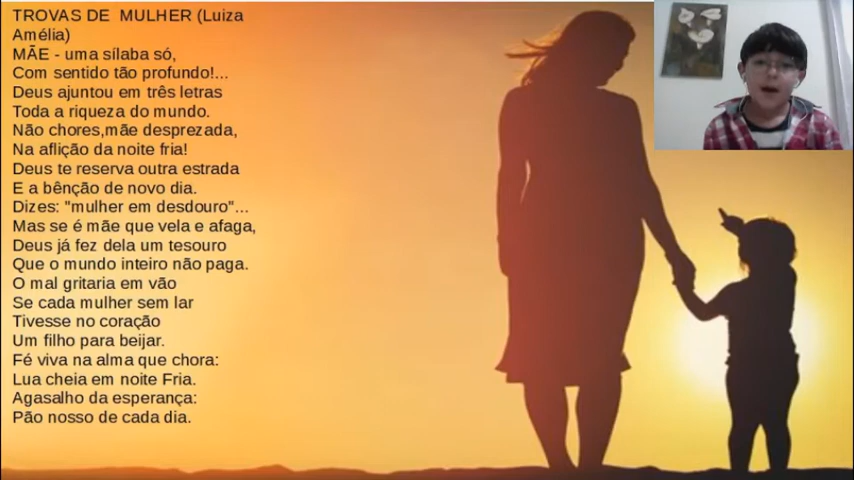 TROVAS DE  MULHER (Luiza
Amélia)
MÃE - uma sílaba só,
Com sentido tão profundo!...
Deus ajuntou em três letras
Toda a riqueza do mundo.
Não chores,mãe desprezada,
Na aflição da noite fria!
Deus te reserva outra estrada
E a bênção de novo dia.
Dizes: "mulher em desdouro"...
Mas se é mãe que vela e afaga,
Deus já fez dela um tesouro
Que o mundo inteiro não paga.
O mal gritaria em vão
Se cada mulher sem lar
Tivesse no coração
Um filho para beijar.
Fé viva na alma que chora:
Lua cheia em noite Fria.
Agasalho da esperança:
Pão nosso de cada dia.